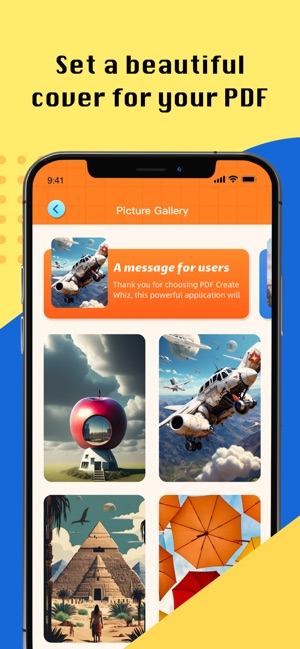 Set a beautiful
cover for your PDF
9:41
Picture Gallery
A message for users
Thank you for choosing PDF Create
Whiz, this powerful application will